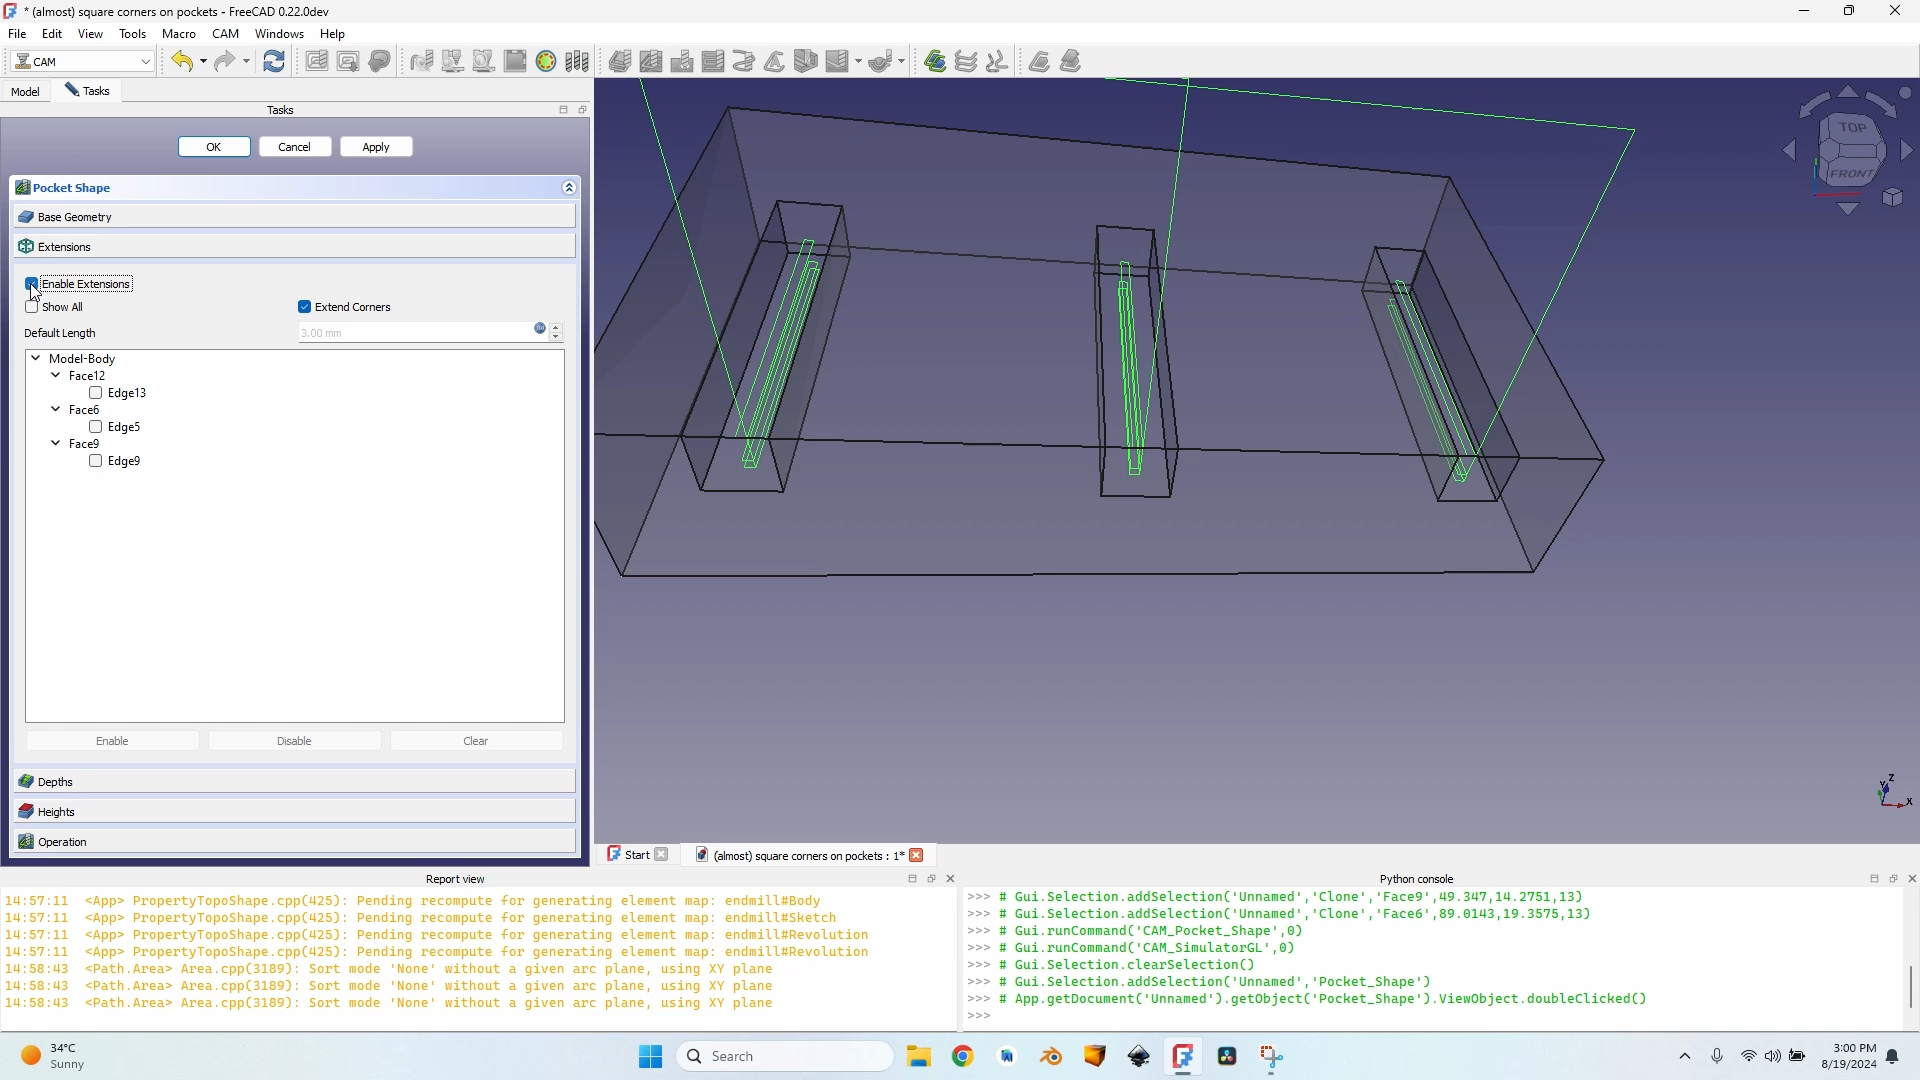 * (almost) square corners on pockets - FreeCAD 0.22.0dev
File Edit View Tools Macro CAM Windows Help
CAM
Model Tasks
Tasks
OK Cancel Apply
Pocket Shape
Base Geometry
Extensions
Enable Extensions
Show All Extend Corners
Default Length 3.00 mm
Model-Body
Face12
Edge13
Face6
Edge5
Face9
Edge9
Enable Disable Clear
Depths
Heights
Operation
TOP
FRONT
Z
Y
X
Start (almost) square corners on pockets : 1*
Report view
14:57:11 <App> PropertyTopoShape.cpp(425): Pending recompute for generating element map: endmill#Body
14:57:11 <App> PropertyTopoShape.cpp(425): Pending recompute for generating element map: endmill#Sketch
14:57:11 <App> PropertyTopoShape.cpp(425): Pending recompute for generating element map: endmill#Revolution
14:57:11 <App> PropertyTopoShape.cpp(425): Pending recompute for generating element map: endmill#Revolution
14:58:43 <Path.Area> Area.cpp(3189): Sort mode 'None' without a given arc plane, using XY plane
14:58:43 <Path.Area> Area.cpp(3189): Sort mode 'None' without a given arc plane, using XY plane
14:58:43 <Path.Area> Area.cpp(3189): Sort mode 'None' without a given arc plane, using XY plane
Python console
>>> # Gui.Selection.addSelection('Unnamed','Clone','Face9',49.347,14.2751,13)
>>> # Gui.Selection.addSelection('Unnamed','Clone','Face6',89.0143,19.3575,13)
>>> # Gui.runCommand('CAM_Pocket_Shape',0)
>>> # Gui.runCommand('CAM_SimulatorGL',0)
>>> # Gui.Selection.clearSelection()
>>> # Gui.Selection.addSelection('Unnamed','Pocket_Shape')
>>> # App.getDocument('Unnamed').getObject('Pocket_Shape').ViewObject.doubleClicked()
>>>
34°C
Sunny
Search
3:00 PM
8/19/2024